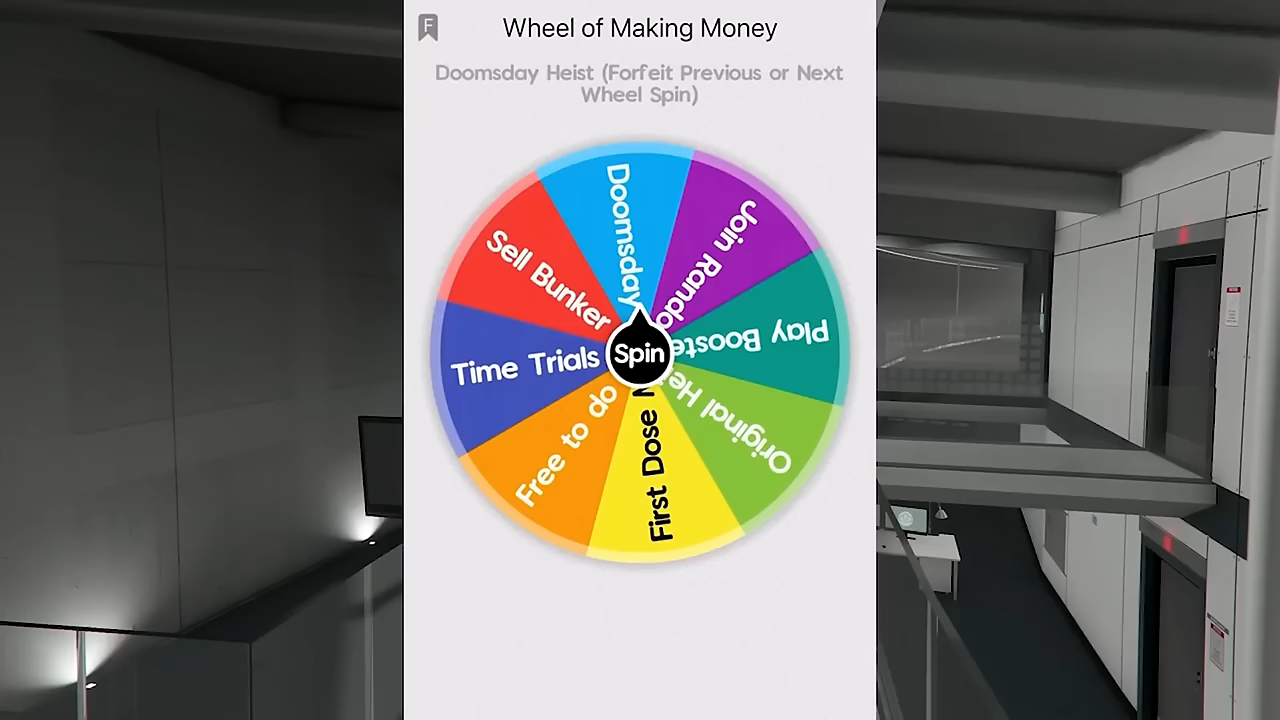 F
Wheel of Making Money
Doomsday Heist (Forfeit Previous or Next
Wheel Spin)
Doomsday
Join Rando
Play Booste
Original Hei
First Dose
Free to do
Time Trials
Sell Bunker
Spin